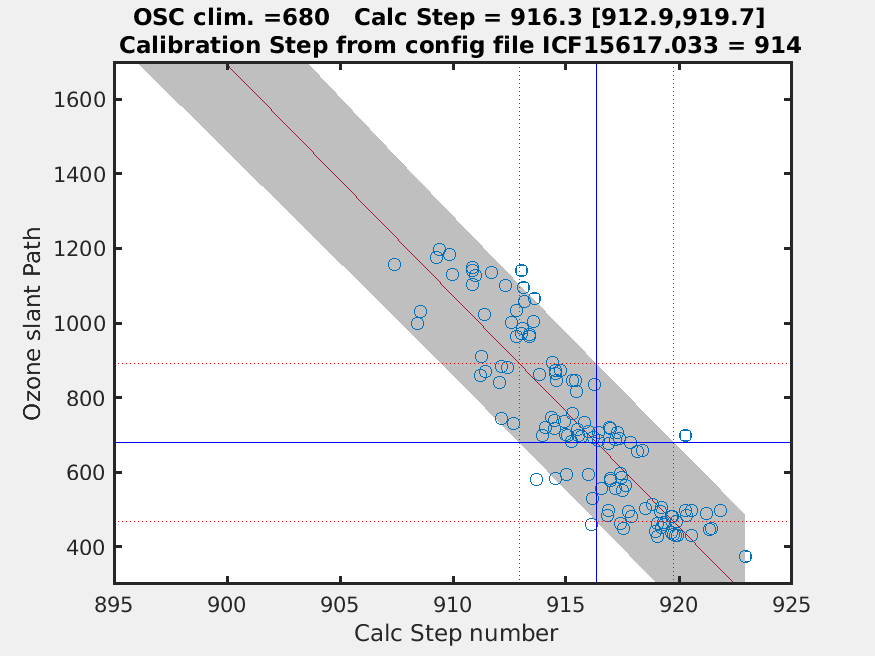 OSC clim. =680   Calc Step = 916.3 [912.9,919.7]
Calibration Step from config file ICF15617.033 = 914
1600
1400
1200
1000
800
600
400
Ozone slant Path
895 900 905 910 915 920 925
Calc Step number